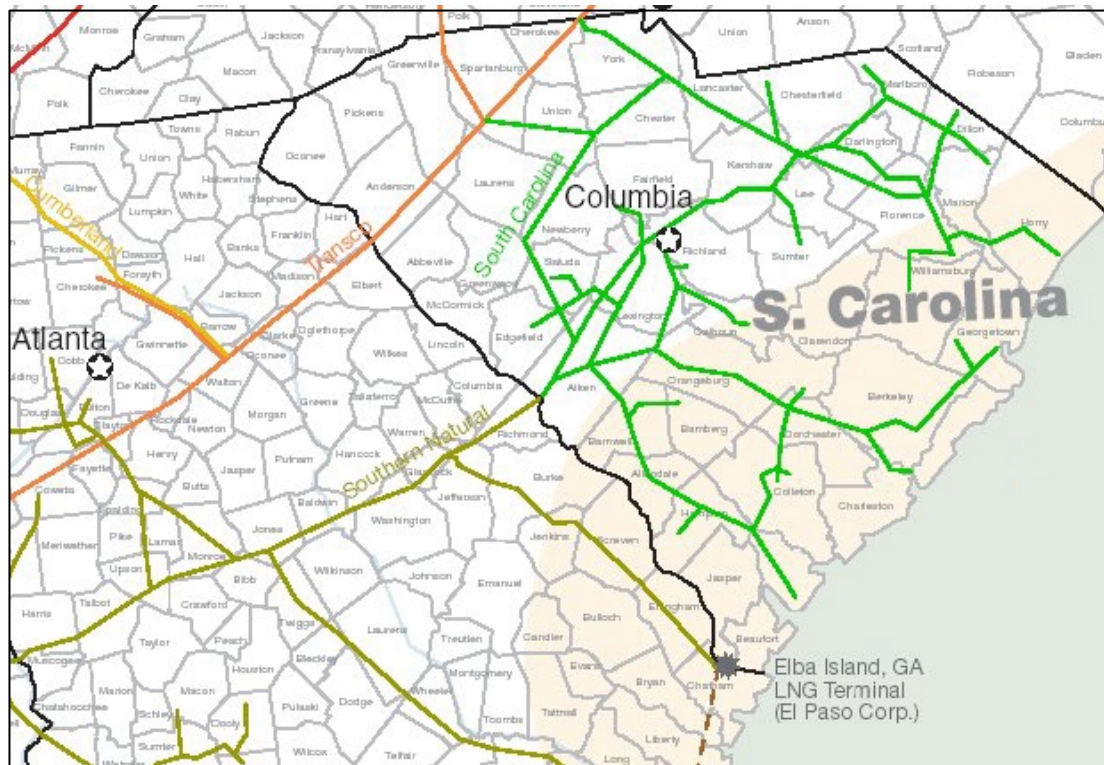 Monroe
Graham
Jackson
Transylvania
Polk
Cherokee
Macon
Greenville
Spartanburg
York
Scotland
Anson
Robeson
Bladen
Polk
Cherokee
Clay
Pickens
Union
Lancaster
Chesterfield
Marlboro
Towns
Rabun
Chester
Dillon
Fannin
Union
Oconee
Darlington
Gilmer
White
Habersham
Stephens
Anderson
Laurens
Fairfield
Kershaw
Lee
Lumpkin
Hart
Columbia
Marion
Horry
Cumberland
Franklin
Transco
South Carolina
Newberry
Florence
Pickens
Dawson
Banks
Abbeville
Saluda
Richland
Sumter
Forsyth
Hall
Madison
Greenwood
Williamsburg
Cherokee
Jackson
Elbert
McCormick
Lexington
S. Carolina
Atlanta
Barrow
Clarke
Oglethorpe
Lincoln
Edgefield
Calhoun
Clarendon
Georgetown
Cobb
Gwinnette
Oconee
Wilkes
De Kalb
Walton
Columbia
Aiken
Orangeburg
Berkeley
Douglas
Fulton
Clayton
Rockdale
Newton
Morgan
Greene
Taliaferro
McDuffie
Warren
Richmond
Barnwell
Bamberg
Dorchester
Fayette
Henry
Jasper
Putnam
Hancock
Glascock
Southern Natural
Burke
Allendale
Colleton
Charleston
Coweta
Spalding
Butts
Baldwin
Jefferson
Hampton
Meriwether
Pike
Lamar
Monroe
Jones
Washington
Jenkins
Screven
Upson
Bibb
Wilkinson
Johnson
Emanuel
Jasper
Harris
Talbot
Crawford
Twiggs
Laurens
Treutlen
Bulloch
Effingham
Taylor
Peach
Candler
Beaufort
Muscogee
Houston
Bleckley
Montgomery
Evans
Bryan
Chatham
Elba Island, GA
LNG Terminal
(El Paso Corp.)
Marion
Macon
Wheeler
Chatahoochee
Schley
Dooly
Pulaski
Dodge
Toombs
Tattnall
Sumter
Wilcox
Telfair
Long
Liberty